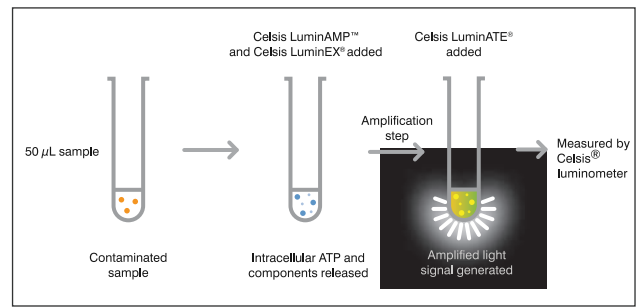 Celsis LuminAMP™
and Celsis LuminEX® added
Celsis LuminATE®
added
50 µL sample
Amplification
step
Measured by
Celsis®
luminometer
Contaminated
sample
Intracellular ATP and
components released
Amplified light
signal generated